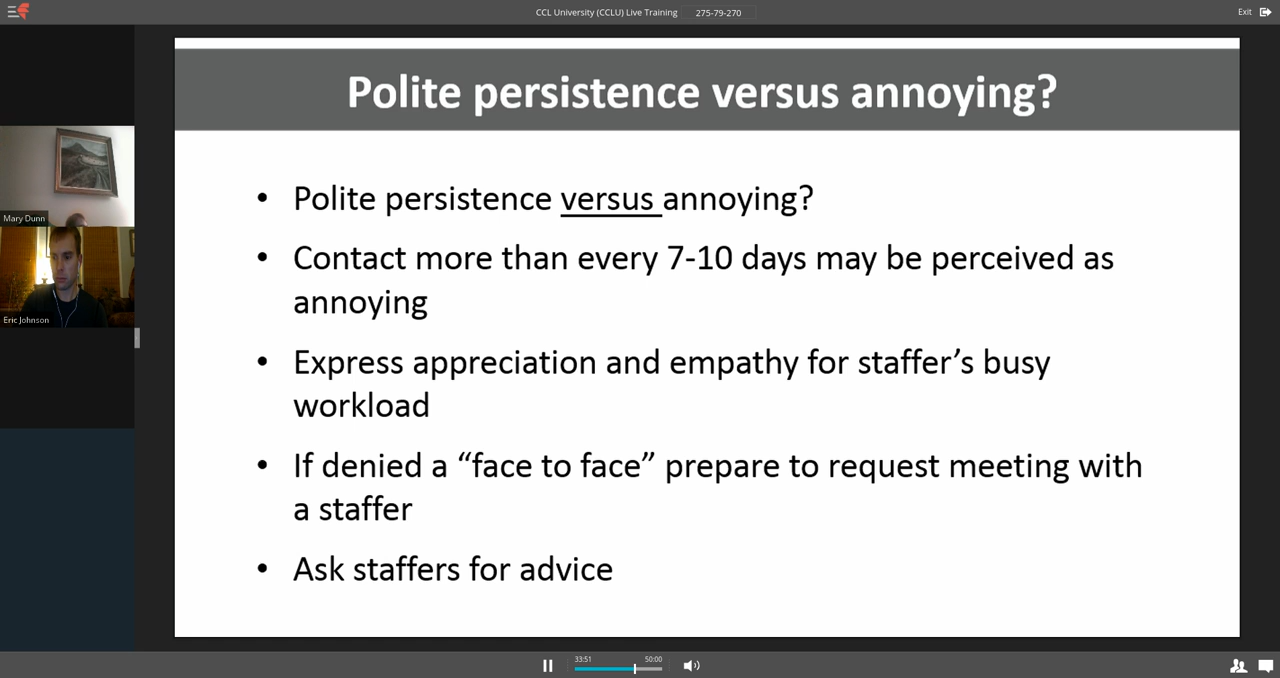 CCL University (CCLU) Live Training 275-79-270
Exit
Polite persistence versus annoying?
• Polite persistence versus annoying?
• Contact more than every 7-10 days may be perceived as
annoying
• Express appreciation and empathy for staffer’s busy
workload
• If denied a “face to face” prepare to request meeting with
a staffer
• Ask staffers for advice
Mary Dunn
Eric Johnson
33:51 50:00